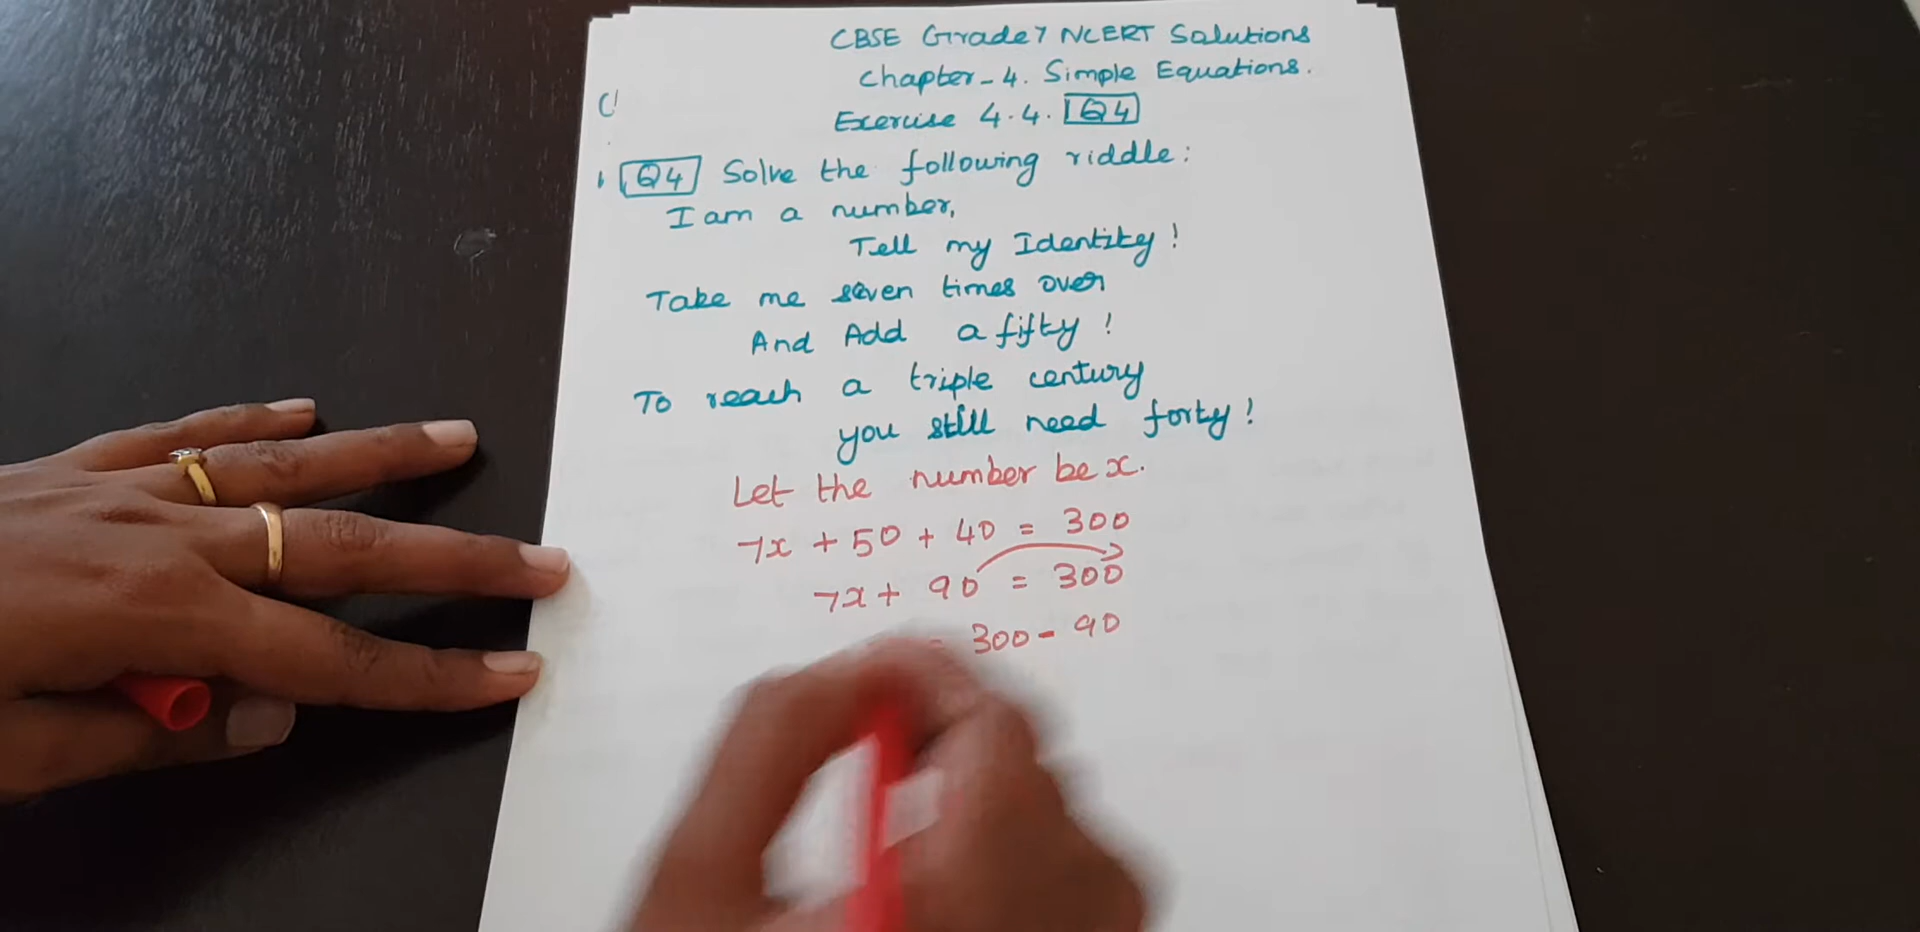 CBSE Grade 7 NCERT Solutions
Chapter-4. Simple Equations.
Exercise 4.4. Q4
Q4 Solve the following riddle:
I am a number,
Tell my Identity!
Take me seven times over
And Add a fifty!
To reach a triple century
you still need forty!
Let the number be x.
7x + 50 + 40 = 300
7x + 90 = 300
= 300 - 90